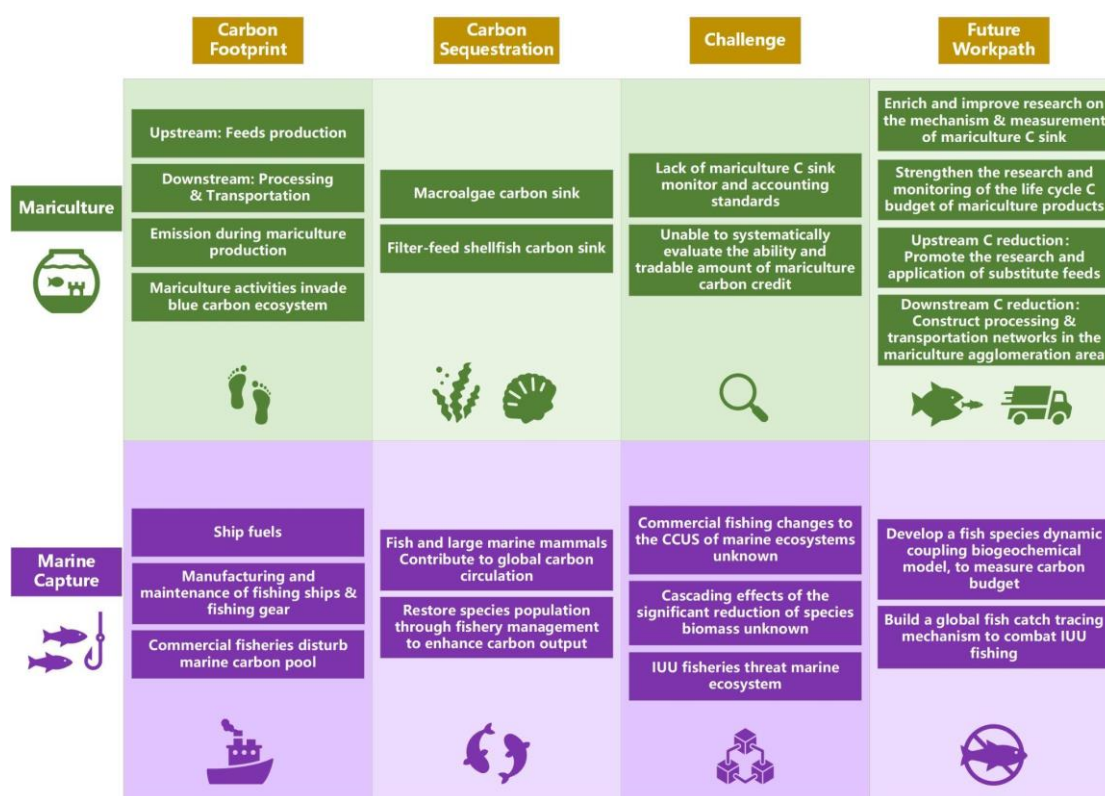 Carbon
Footprint
Carbon
Sequestration
Challenge
Future
Workpath
Mariculture
Upstream: Feeds production
Downstream: Processing
& Transportation
Emission during mariculture
production
Mariculture activities invade
blue carbon ecosystem
Macroalgae carbon sink
Filter-feed shellfish carbon sink
Lack of mariculture C sink
monitor and accounting
standards
Unable to systematically
evaluate the ability and
tradable amount of mariculture
carbon credit
Enrich and improve research on
the mechanism & measurement
of mariculture C sink
Strengthen the research and
monitoring of the life cycle C
budget of mariculture products
Upstream C reduction:
Promote the research and
application of substitute feeds
Downstream C reduction:
Construct processing &
transportation networks in the
mariculture agglomeration area
Marine
Capture
Ship fuels
Manufacturing and
maintenance of fishing ships &
fishing gear
Commercial fisheries disturb
marine carbon pool
Fish and large marine mammals
Contribute to global carbon
circulation
Restore species population
through fishery management
to enhance carbon output
Commercial fishing changes to
the CCUS of marine ecosystems
unknown
Cascading effects of the
significant reduction of species
biomass unknown
IUU fisheries threat marine
ecosystem
Develop a fish species dynamic
coupling biogeochemical
model, to measure carbon
budget
Build a global fish catch tracing
mechanism to combat IUU
fishing